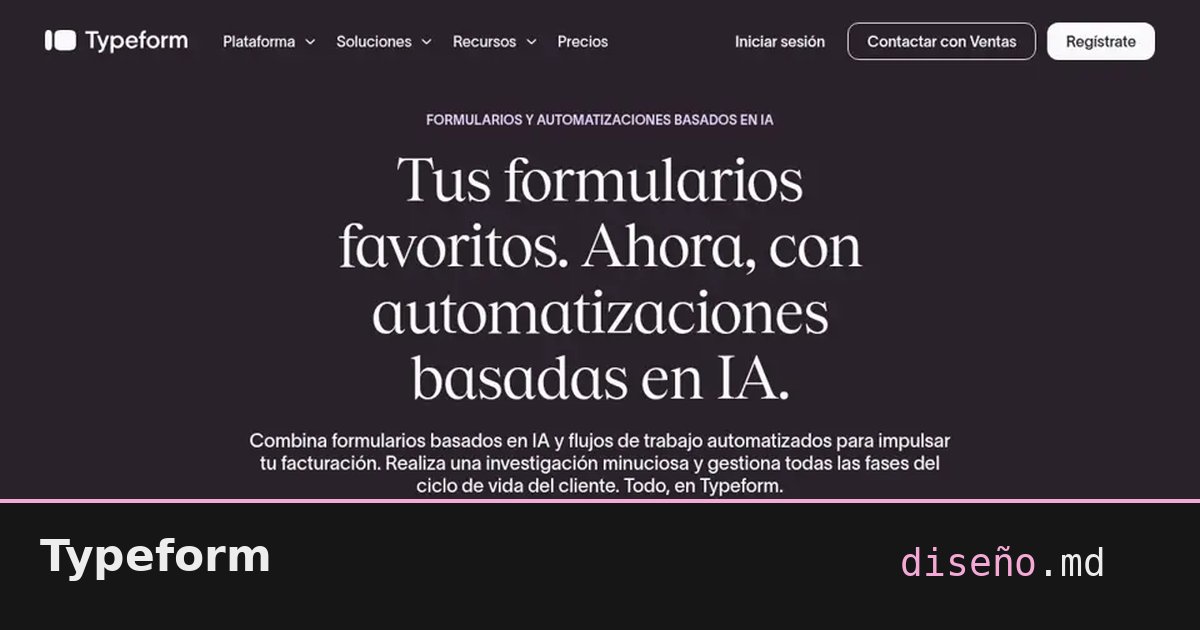 Typeform Plataforma Soluciones Recursos Precios Iniciar sesión Contactar con Ventas Regístrate
FORMULARIOS Y AUTOMATIZACIONES BASADOS EN IA
Tus formularios
favoritos. Ahora, con
automatizaciones
basadas en IA.
Combina formularios basados en IA y flujos de trabajo automatizados para impulsar
tu facturación. Realiza una investigación minuciosa y gestiona todas las fases del
ciclo de vida del cliente. Todo, en Typeform.
Typeform diseño.md